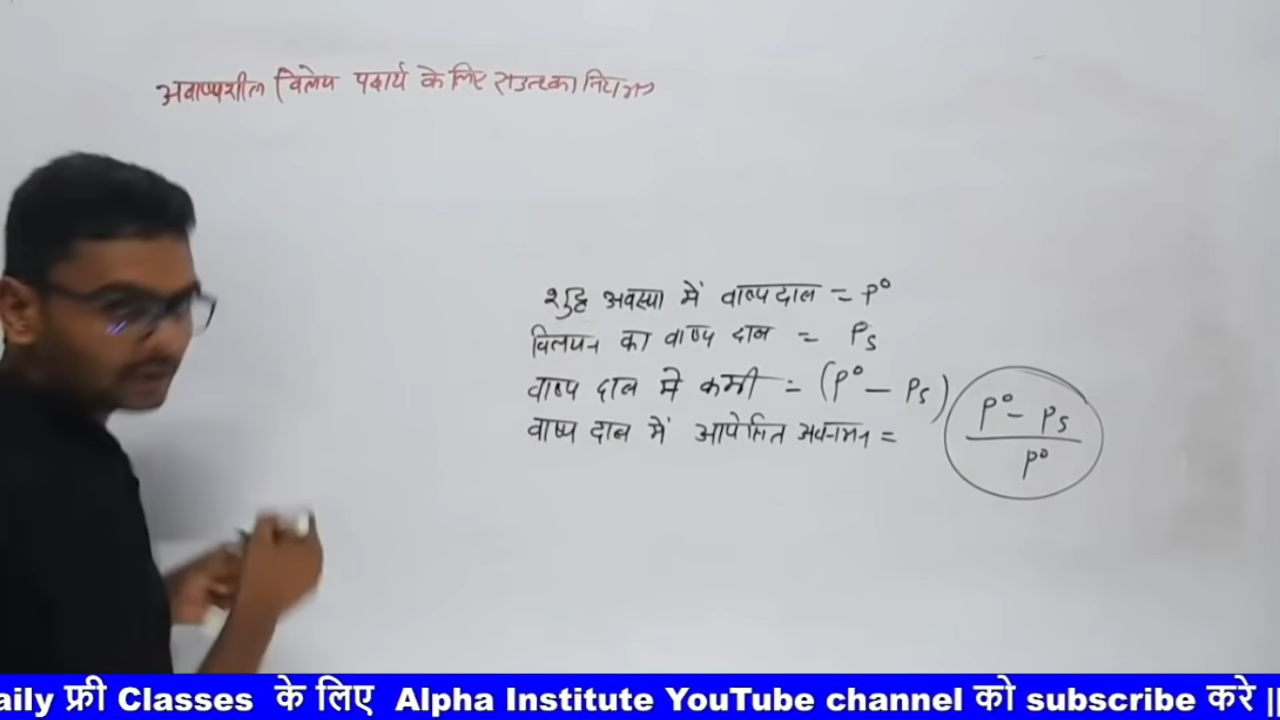 अवाष्पशील विलेय पदार्थ के लिए राउल्ट का नियम
शुद्ध अवस्था में वाष्प दाब = P°
विलयन का वाष्प दाब = Ps
वाष्प दाब में कमी = (P° - Ps)
वाष्प दाब में आपेक्षित अवनमन = P° - Ps / P°
aily फ्री Classes के लिए Alpha Institute YouTube channel को subscribe करे ||